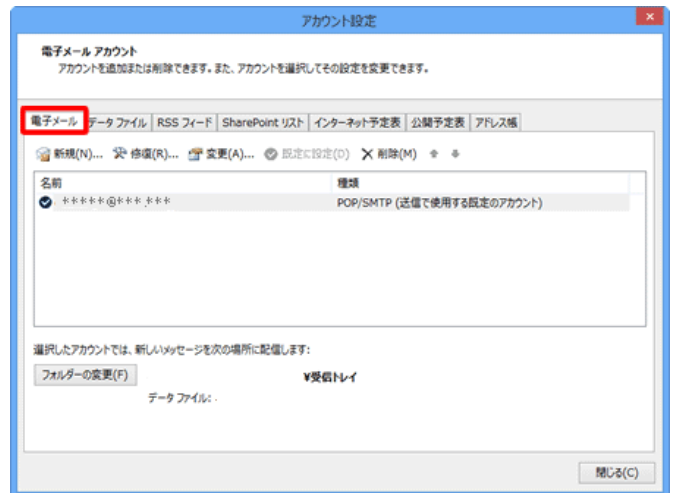 アカウント設定
×
電子メール アカウント
アカウントを追加または削除できます。また、アカウントを選択してその設定を変更できます。
電子メール データ ファイル RSS フィード SharePoint リスト インターネット予定表 公開予定表 アドレス帳
新規(N)... 修復(R)... 変更(A)... 既定に設定(D) 削除(M)
名前 種類
*****@***.*** POP/SMTP (送信で使用する既定のアカウント)
選択したアカウントでは、新しいメッセージを次の場所に配信します:
フォルダーの変更(F) ¥受信トレイ
データ ファイル:
閉じる(C)